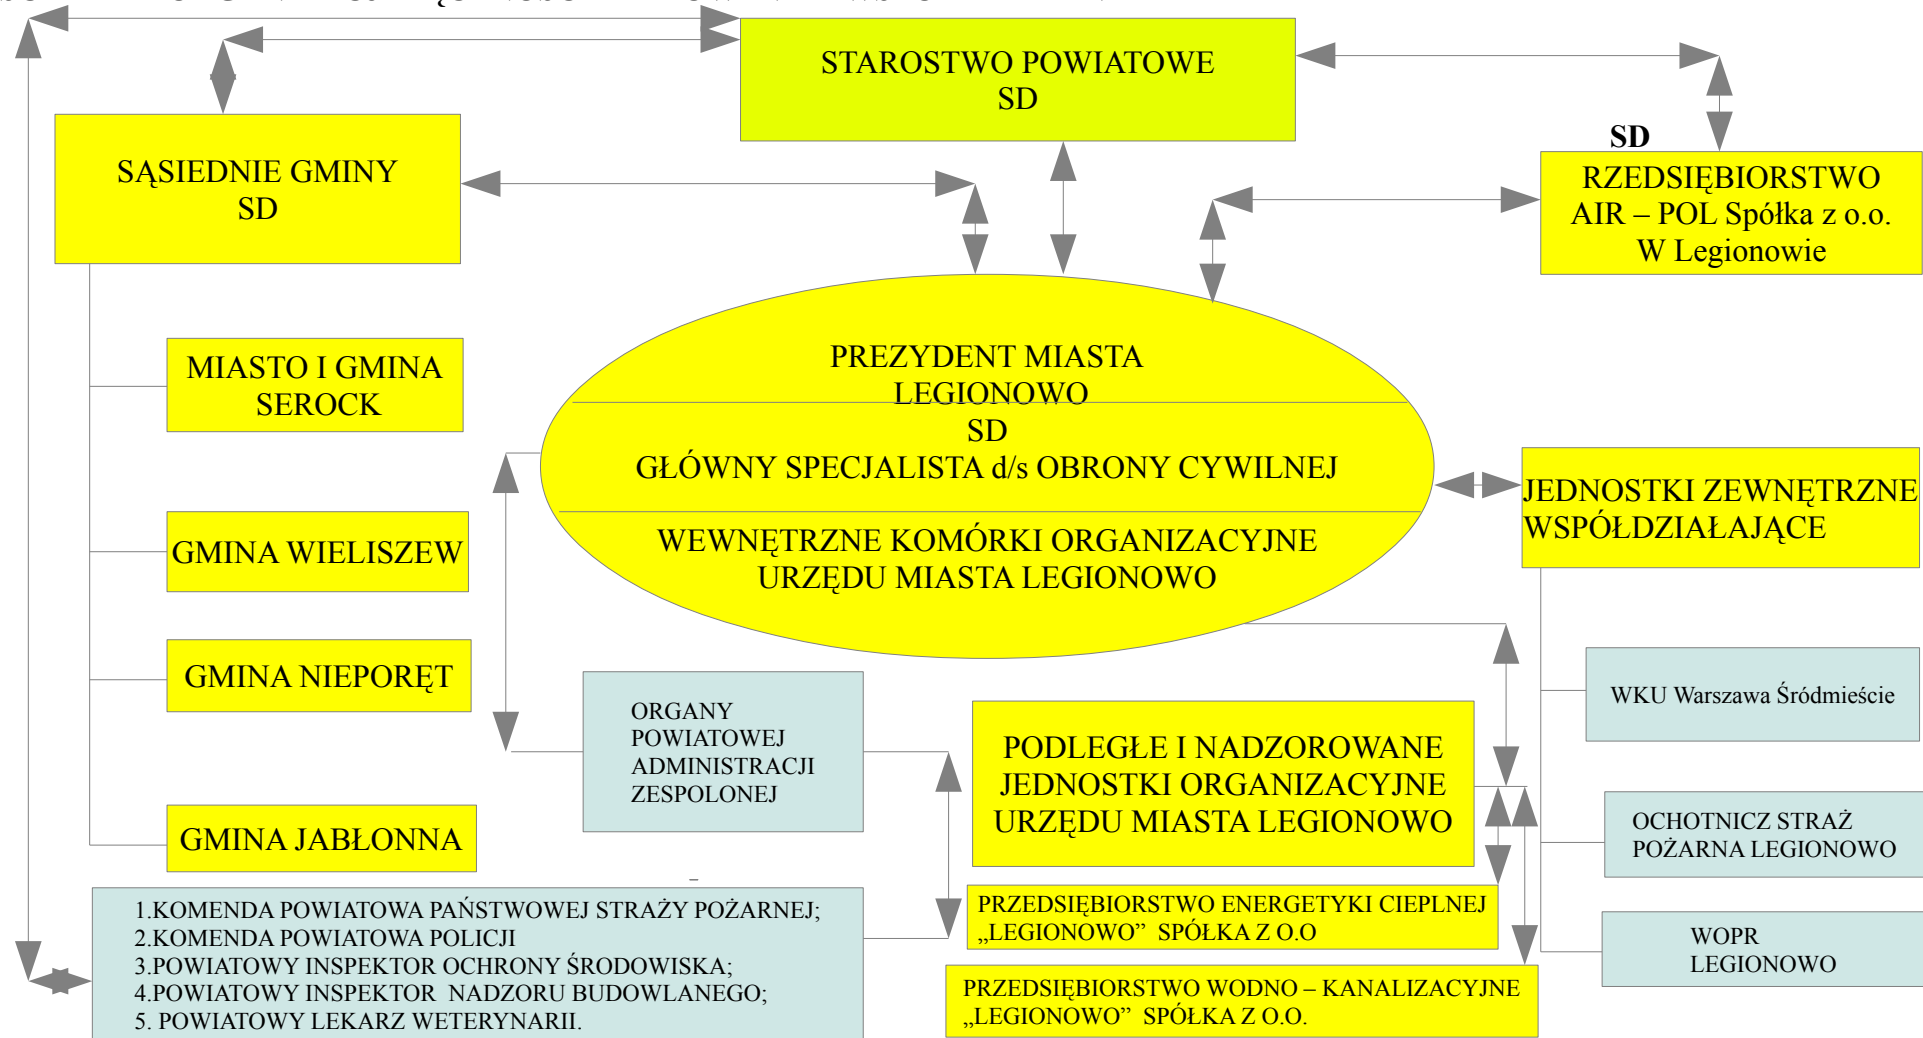 STAROSTWO POWIATOWE
SD
SĄSIEDNIE GMINY
SD
SD
RZEDSIĘBIORSTWO
AIR – POL Spółka z o.o.
W Legionowie
MIASTO I GMINA
SEROCK
GMINA WIELISZEW
GMINA NIEPORĘT
GMINA JABŁONNA
PREZYDENT MIASTA
LEGIONOWO
SD
GŁÓWNY SPECJALISTA d/s OBRONY CYWILNEJ
WEWNĘTRZNE KOMÓRKI ORGANIZACYJNE
URZĘDU MIASTA LEGIONOWO
JEDNOSTKI ZEWNĘTRZNE
WSPÓŁDZIAŁAJĄCE
WKU Warszawa Śródmieście
OCHOTNICZ STRAŻ
POŻARNA LEGIONOWO
WOPR
LEGIONOWO
ORGANY
POWIATOWEJ
ADMINISTRACJI
ZESPOLONEJ
PODLEGŁE I NADZOROWANE
JEDNOSTKI ORGANIZACYJNE
URZĘDU MIASTA LEGIONOWO
PRZEDSIĘBIORSTWO ENERGETYKI CIEPLNEJ
„LEGIONOWO” SPÓŁKA Z O.O
PRZEDSIĘBIORSTWO WODNO – KANALIZACYJNE
„LEGIONOWO” SPÓŁKA Z O.O.
1.KOMENDA POWIATOWA PAŃSTWOWEJ STRAŻY POŻARNEJ;
2.KOMENDA POWIATOWA POLICJI
3.POWIATOWY INSPEKTOR OCHRONY ŚRODOWISKA;
4.POWIATOWY INSPEKTOR NADZORU BUDOWLANEGO;
5. POWIATOWY LEKARZ WETERYNARII.